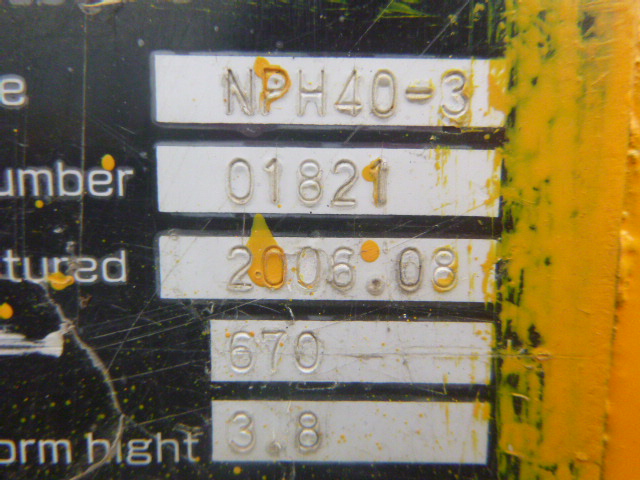 e NPH40-3
umber 01821
tured 2006.08
670
orm hight 3.8